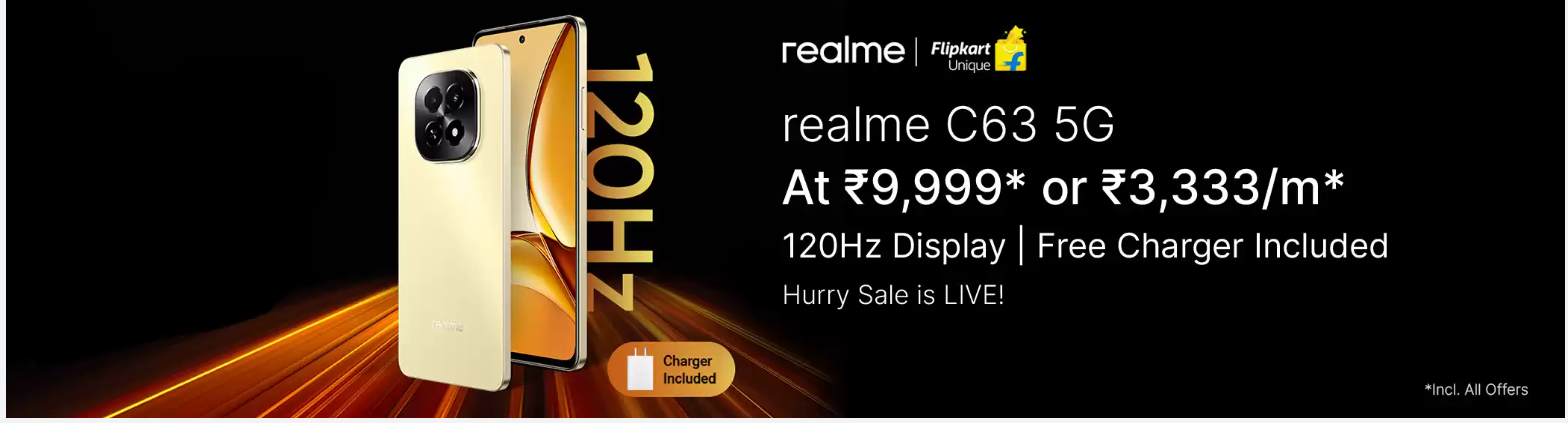 120Hz
realme
Charger
Included
realme | Flipkart
Unique
realme C63 5G
At ₹9,999* or ₹3,333/m*
120Hz Display | Free Charger Included
Hurry Sale is LIVE!
*Incl. All Offers